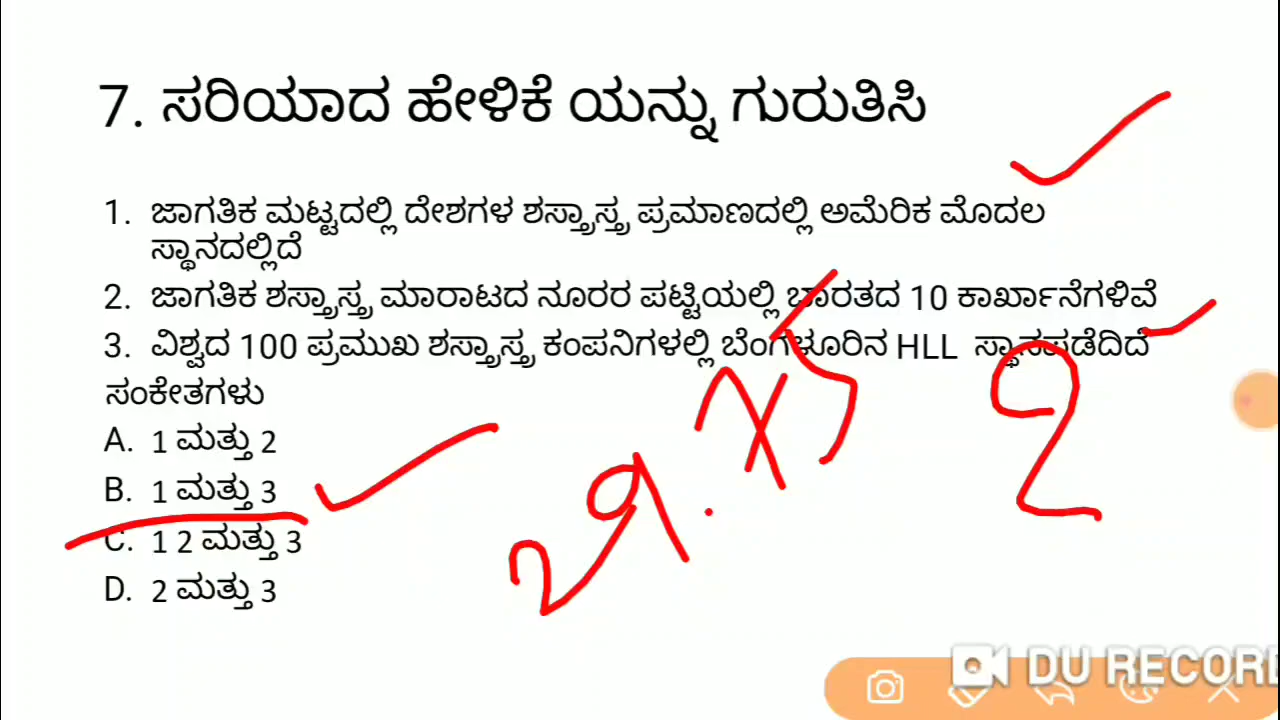 7. ಸರಿಯಾದ ಹೇಳಿಕೆ ಯನ್ನು ಗುರುತಿಸಿ
1. ಜಾಗತಿಕ ಮಟ್ಟದಲ್ಲಿ ದೇಶಗಳ ಶಸ್ತ್ರಾಸ್ತ್ರ ಪ್ರಮಾಣದಲ್ಲಿ ಅಮೆರಿಕ ಮೊದಲ
ಸ್ಥಾನದಲ್ಲಿದೆ
2. ಜಾಗತಿಕ ಶಸ್ತ್ರಾಸ್ತ್ರ ಮಾರಾಟದ ನೂರರ ಪಟ್ಟಿಯಲ್ಲಿ ಭಾರತದ 10 ಕಾರ್ಖಾನೆಗಳಿವೆ
3. ವಿಶ್ವದ 100 ಪ್ರಮುಖ ಶಸ್ತ್ರಾಸ್ತ್ರ ಕಂಪನಿಗಳಲ್ಲಿ ಬೆಂಗಳೂರಿನ HLL ಸ್ಥಾನಪಡೆದಿದೆ
ಸಂಕೇತಗಳು
A. 1 ಮತ್ತು 2
B. 1 ಮತ್ತು 3
C. 1 2 ಮತ್ತು 3
D. 2 ಮತ್ತು 3
29.
2
DU RECORD